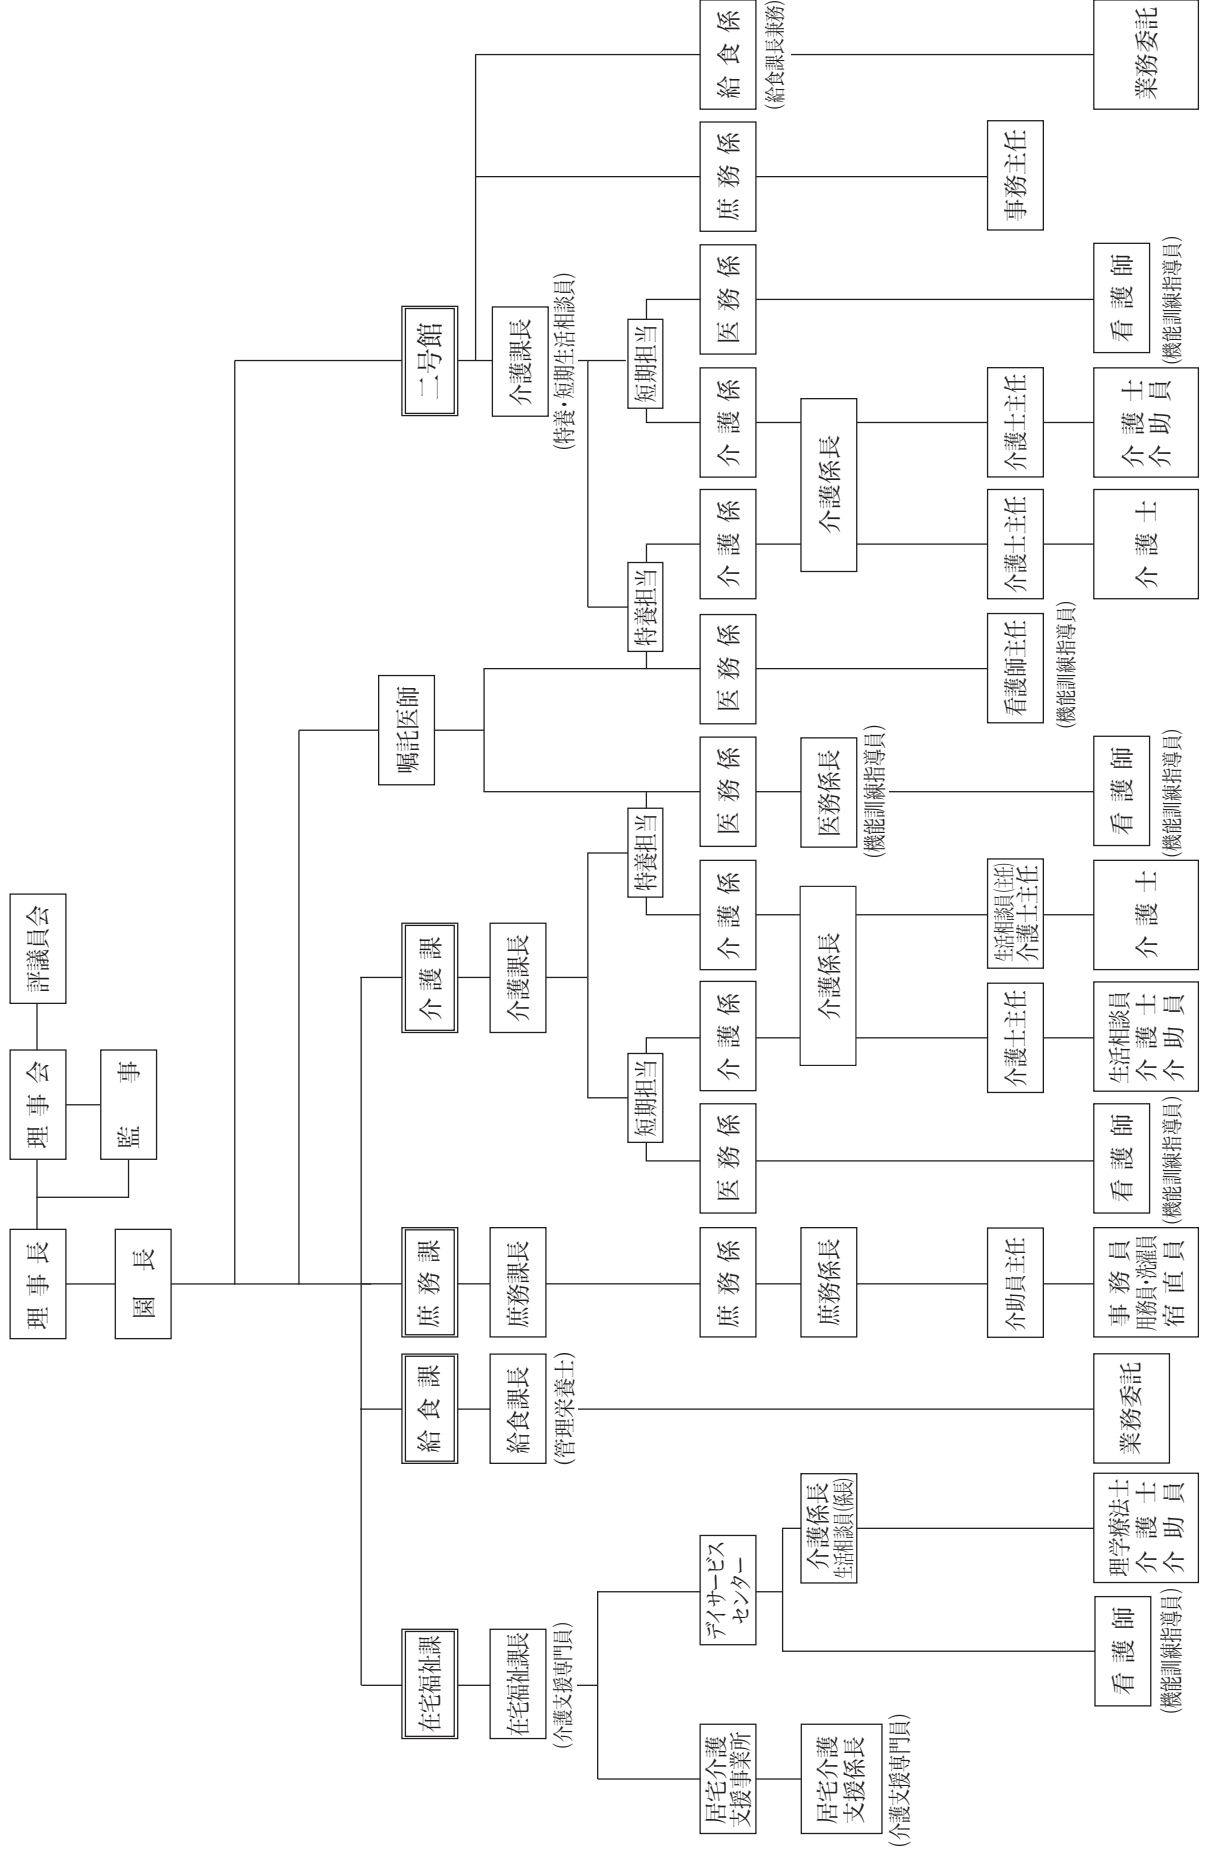 評議員会
理事会
監事
理事長
園長
二号館
介護課長
(特養・短期生活相談員)
短期担当
特養担当
給食係
(給食課長兼務)
業務委託
庶務係
事務主任
医務係
看護師
(機能訓練指導員)
介護係
介護係長
介護士主任
介護士
介助員
介護係
介護士主任
介護士
嘱託医師
医務係
看護師主任
(機能訓練指導員)
介護課
介護課長
特養担当
短期担当
医務係
医務係長
(機能訓練指導員)
看護師
(機能訓練指導員)
介護係
介護係長
生活相談員(主任)
介護士主任
介護士
介護係
介護士主任
生活相談員
介護士
介助員
医務係
看護師
(機能訓練指導員)
庶務課
庶務課長
庶務係
庶務係長
介助員主任
事務員
用務員・洗濯員
宿直員
給食課
給食課長
(管理栄養士)
業務委託
在宅福祉課
在宅福祉課長
(介護支援専門員)
デイサービス
センター
介護係長
生活相談員(係長)
理学療法士
介護士
介助員
看護師
(機能訓練指導員)
居宅介護
支援事業所
居宅介護
支援係長
(介護支援専門員)